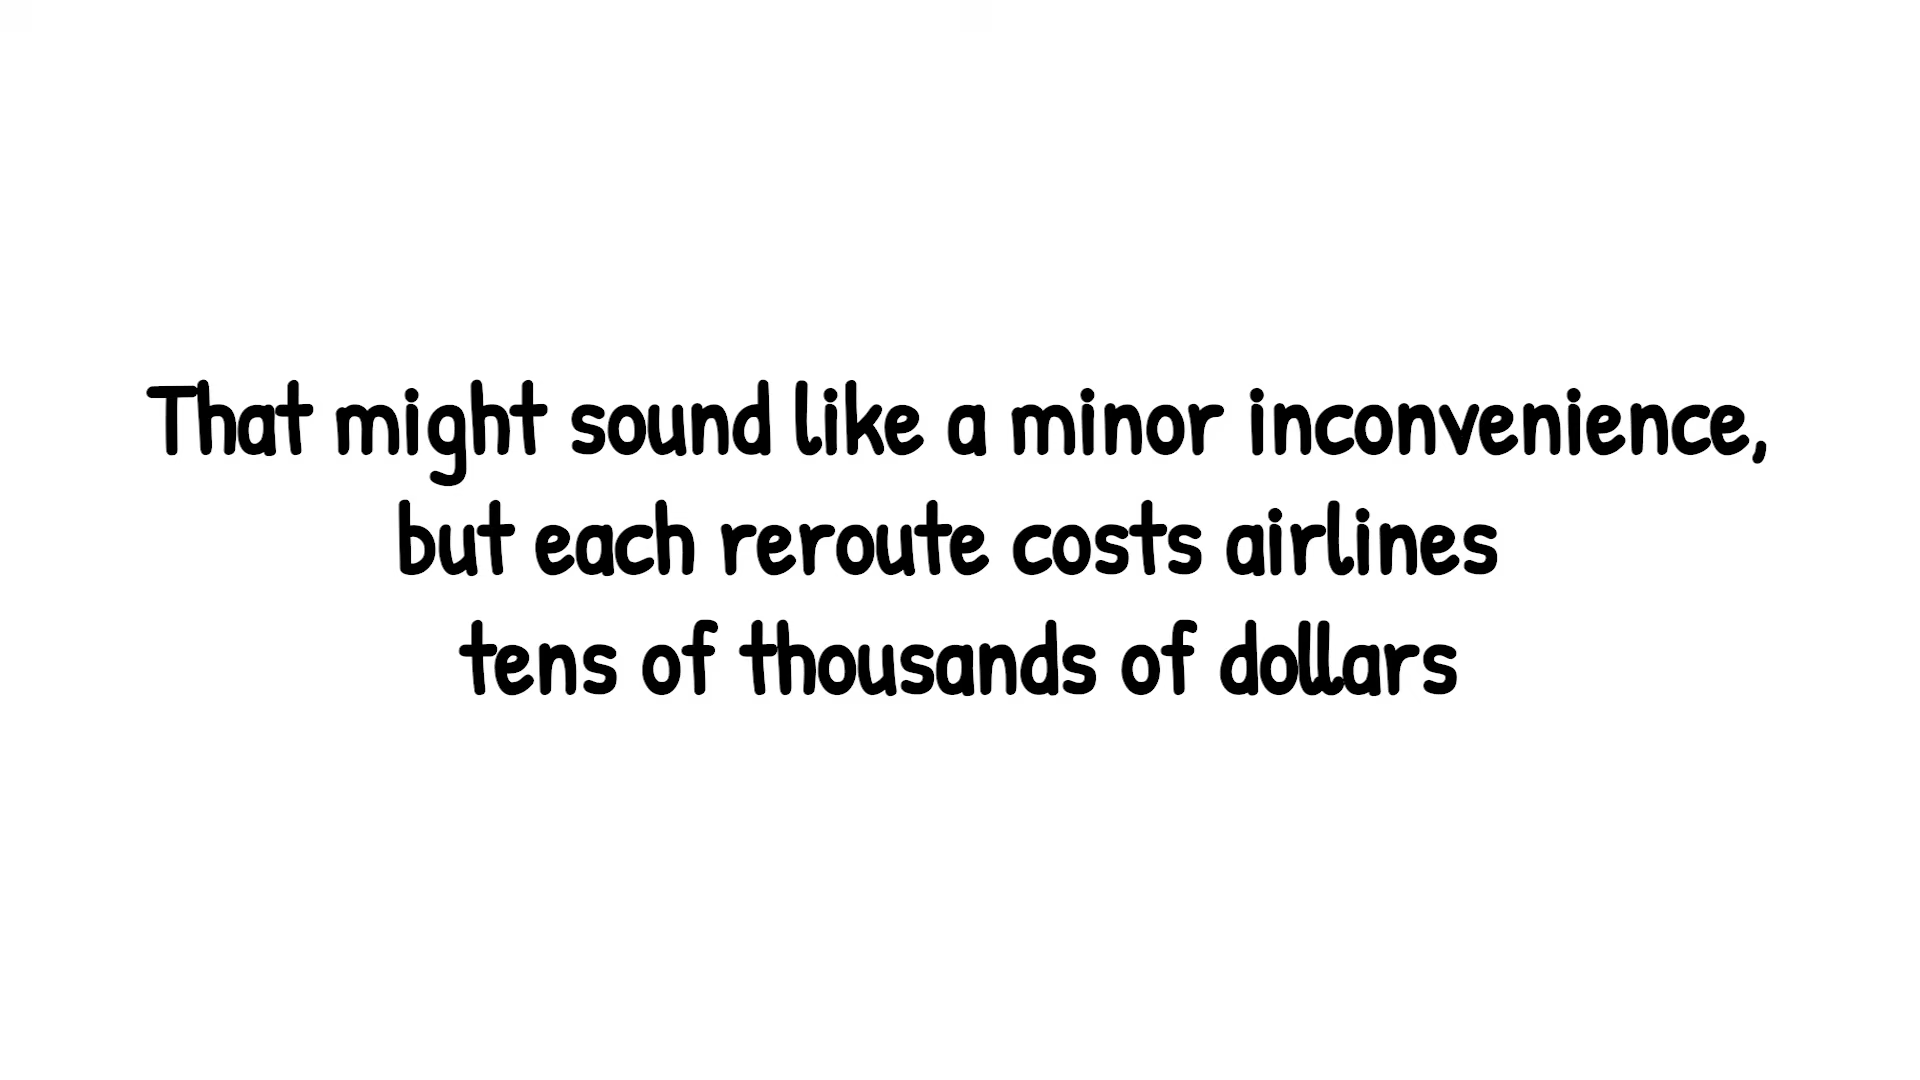 That might sound like a minor inconvenience,
but each reroute costs airlines
tens of thousands of dollars